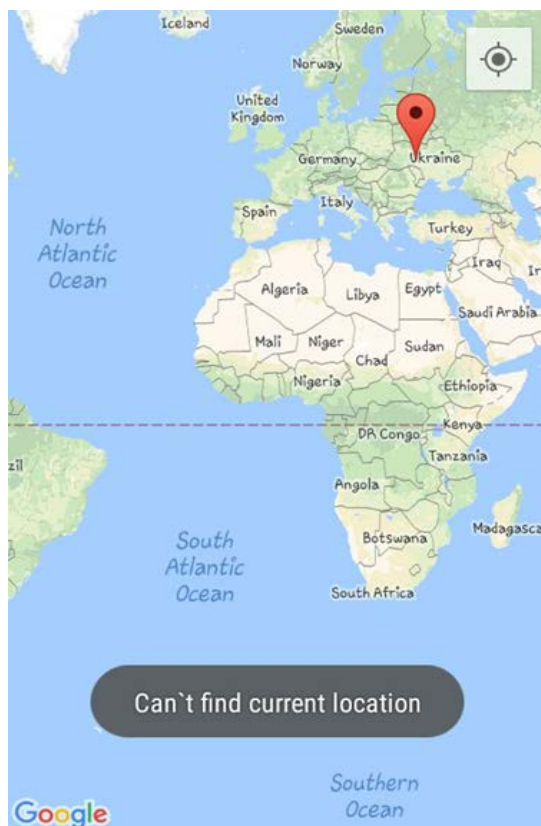 Iceland
Sweden
Norway
United
Kingdom
Germany
Ukraine
Spain
Italy
Turkey
North
Atlantic
Ocean
Iraq
Ir
Algeria
Libya
Egypt
Saudi Arabia
Mali
Niger
Chad
Sudan
Nigeria
Ethiopia
DR Congo
Kenya
zil
Tanzania
Angola
South
Atlantic
Ocean
Botswana
Madagasca
South Africa
Can`t find current location
Southern
Ocean
Google